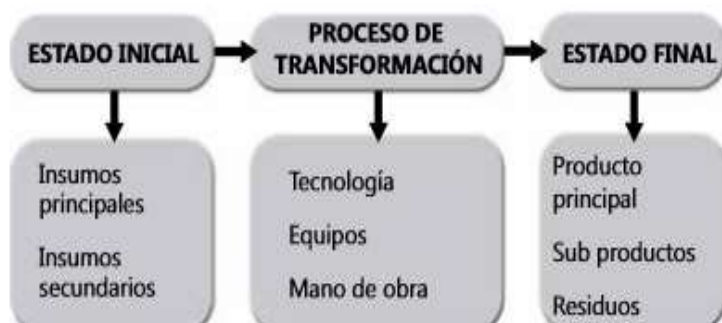 ESTADO INICIAL
PROCESO DE
TRANSFORMACIÓN
ESTADO FINAL
Insumos
principales
Insumos
secundarios
Tecnología
Equipos
Mano de obra
Producto
principal
Sub productos
Residuos